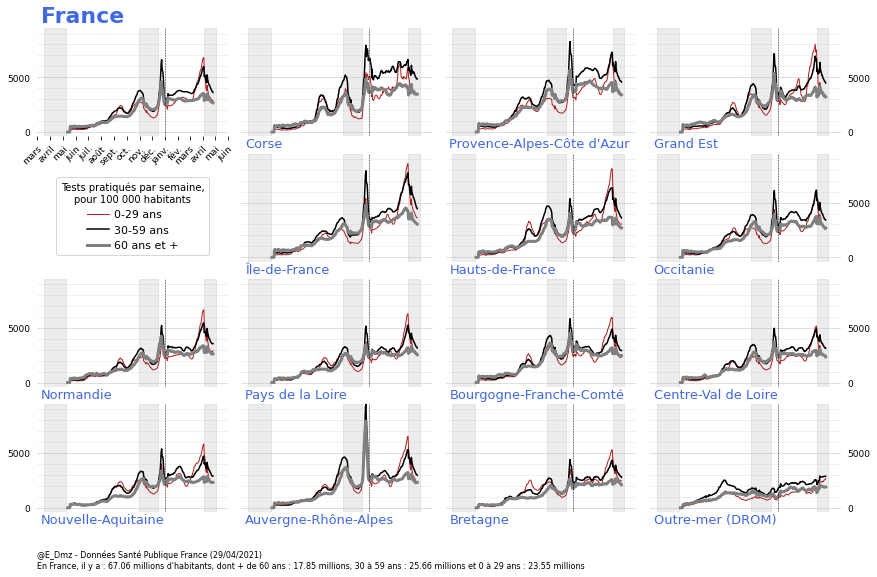 France
5000
0
5000
0
mars avril mai juin juil. août sept. oct. nov. déc. janv. fév. mars avril mai juin
Corse
Provence-Alpes-Côte d'Azur
Grand Est
Tests pratiqués par semaine,
pour 100 000 habitants
0-29 ans
30-59 ans
60 ans et +
5000
0
Île-de-France
Hauts-de-France
Occitanie
5000
0
5000
0
Normandie
Pays de la Loire
Bourgogne-Franche-Comté
Centre-Val de Loire
5000
0
5000
0
Nouvelle-Aquitaine
Auvergne-Rhône-Alpes
Bretagne
Outre-mer (DROM)
@E_Dmz - Données Santé Publique France (29/04/2021)
En France, il y a : 67.06 millions d'habitants, dont + de 60 ans : 17.85 millions, 30 à 59 ans : 25.66 millions et 0 à 29 ans : 23.55 millions